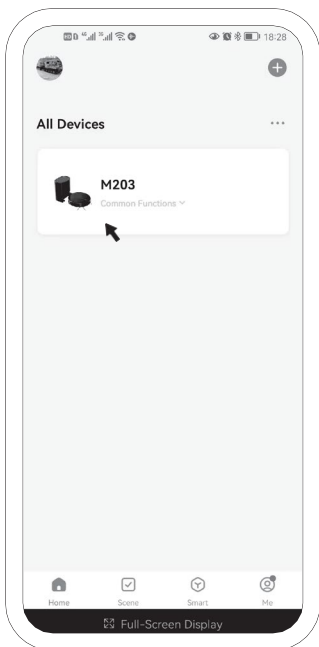 18:28
All Devices
M203
Common Functions
Home Scene Smart Me
Full-Screen Display